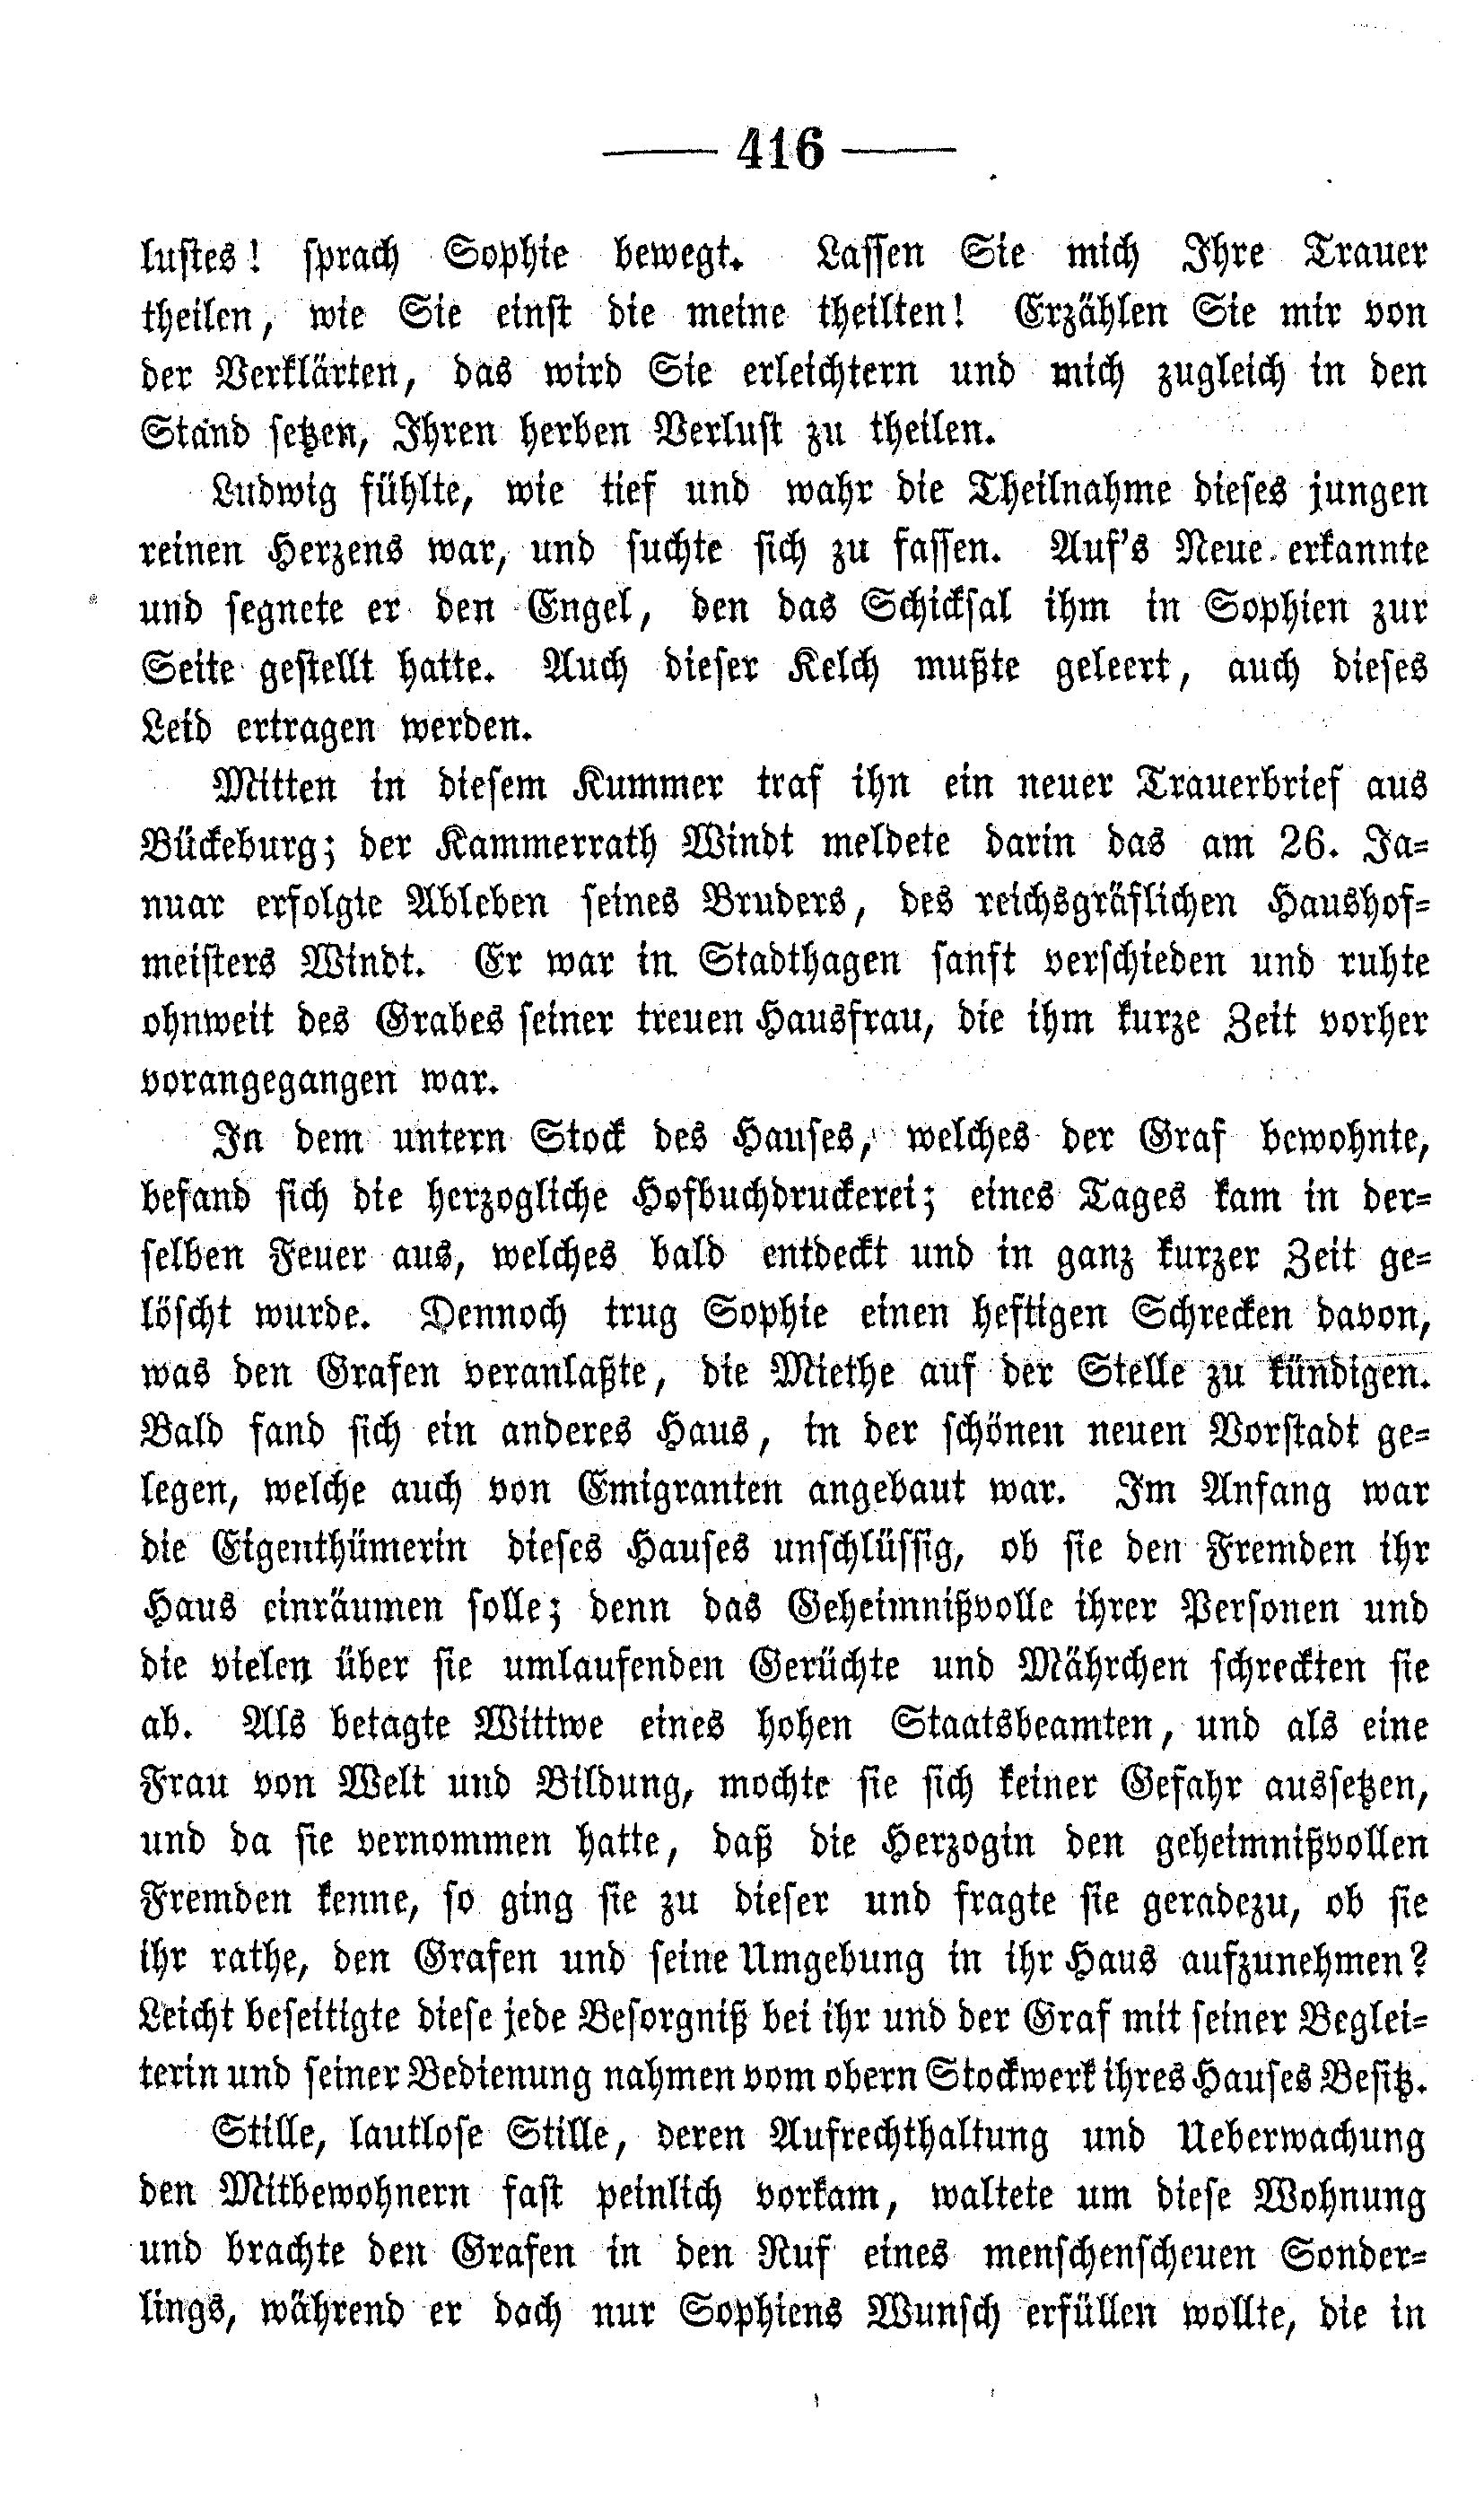 — 416 —
lustes! sprach Sophie bewegt. Lassen Sie mich Ihre Trauer
theilen, wie Sie einst die meine theilten! Erzählen Sie mir von
der Verklärten, das wird Sie erleichtern und mich zugleich in den
Stand setzen, Ihren herben Verlust zu theilen.
Ludwig fühlte, wie tief und wahr die Theilnahme dieses jungen
reinen Herzens war, und suchte sich zu fassen. Auf's Neue erkannte
und segnete er den Engel, den das Schicksal ihm in Sophien zur
Seite gestellt hatte. Auch dieser Kelch mußte geleert, auch dieses
Leid ertragen werden.
Mitten in diesem Kummer traf ihn ein neuer Trauerbrief aus
Bückeburg; der Kammerrath Windt meldete darin das am 26. Ja-
nuar erfolgte Ableben seines Bruders, des reichsgräflichen Haushof-
meisters Windt. Er war in Stadthagen sanft verschieden und ruhte
ohnweit des Grabes seiner treuen Hausfrau, die ihm kurze Zeit vorher
vorangegangen war.
In dem untern Stock des Hauses, welches der Graf bewohnte,
befand sich die herzogliche Hofbuchdruckerei; eines Tages kam in der-
selben Feuer aus, welches bald entdeckt und in ganz kurzer Zeit ge-
löscht wurde. Dennoch trug Sophie einen heftigen Schrecken davon,
was den Grafen veranlaßte, die Miethe auf der Stelle zu kündigen.
Bald fand sich ein anderes Haus, in der schönen neuen Vorstadt ge-
legen, welche auch von Emigranten angebaut war. Im Anfang war
die Eigenthümerin dieses Hauses unschlüssig, ob sie den Fremden ihr
Haus einräumen solle; denn das Geheimnißvolle ihrer Personen und
die vielen über sie umlaufenden Gerüchte und Mährchen schreckten sie
ab. Als betagte Wittwe eines hohen Staatsbeamten, und als eine
Frau von Welt und Bildung, mochte sie sich keiner Gefahr aussetzen,
und da sie vernommen hatte, daß die Herzogin den geheimnißvollen
Fremden kenne, so ging sie zu dieser und fragte sie geradezu, ob sie
ihr rathe, den Grafen und seine Umgebung in ihr Haus aufzunehmen?
Leicht beseitigte diese jede Besorgniß bei ihr und der Graf mit seiner Beglei-
terin und seiner Bedienung nahmen vom obern Stockwerk ihres Hauses Besitz.
Stille, lautlose Stille, deren Aufrechthaltung und Ueberwachung
den Mitbewohnern fast peinlich vorkam, waltete um diese Wohnung
und brachte den Grafen in den Ruf eines menschenscheuen Sonder-
lings, während er doch nur Sophiens Wunsch erfüllen wollte, die in